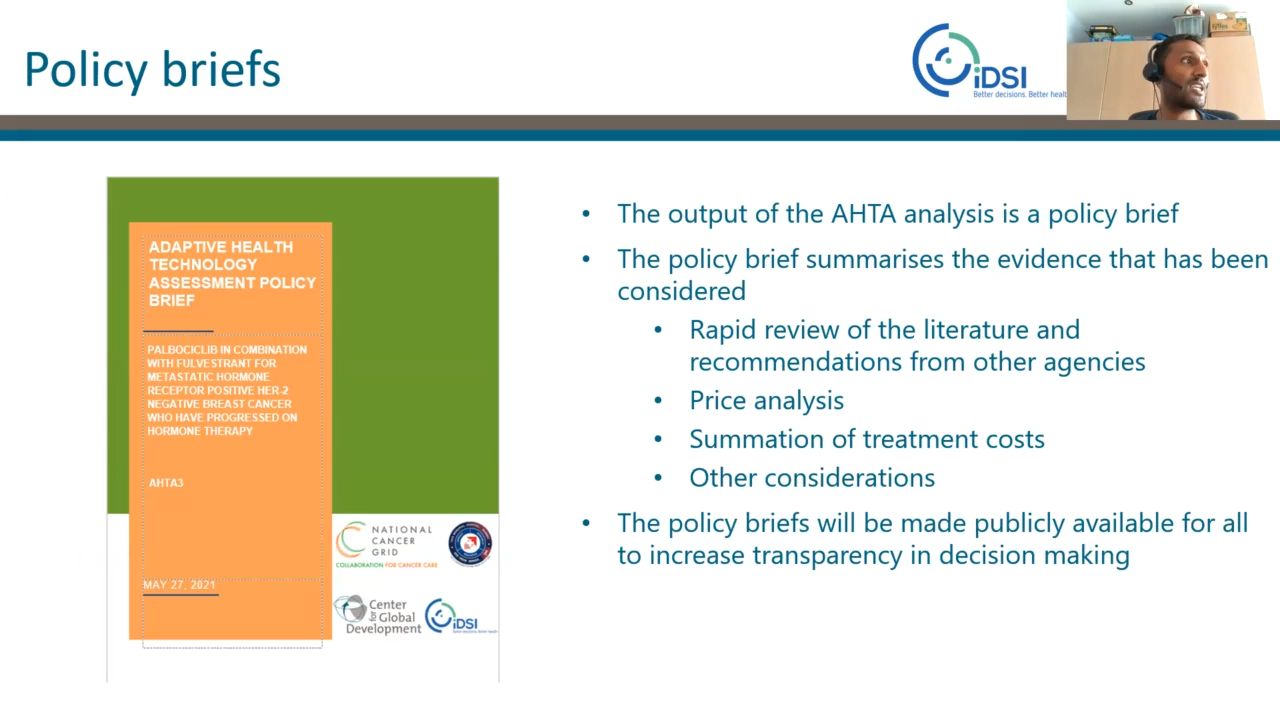 Policy briefs
iDSI
Better decisions. Better healt
ADAPTIVE HEALTH
TECHNOLOGY
ASSESSMENT POLICY
BRIEF
PALBOCICLIB IN COMBINATION
WITH FULVESTRANT FOR
METASTATIC HORMONE
RECEPTOR POSITIVE HER-2
NEGATIVE BREAST CANCER
WHO HAVE PROGRESSED ON
HORMONE THERAPY
AHTA3
MAY 27, 2021
NATIONAL
CANCER
GRID
COLLABORATION FOR CANCER CARE
Center
for Global
Development
iDSI
• The output of the AHTA analysis is a policy brief
• The policy brief summarises the evidence that has been
considered
• Rapid review of the literature and
recommendations from other agencies
• Price analysis
• Summation of treatment costs
• Other considerations
• The policy briefs will be made publicly available for all
to increase transparency in decision making